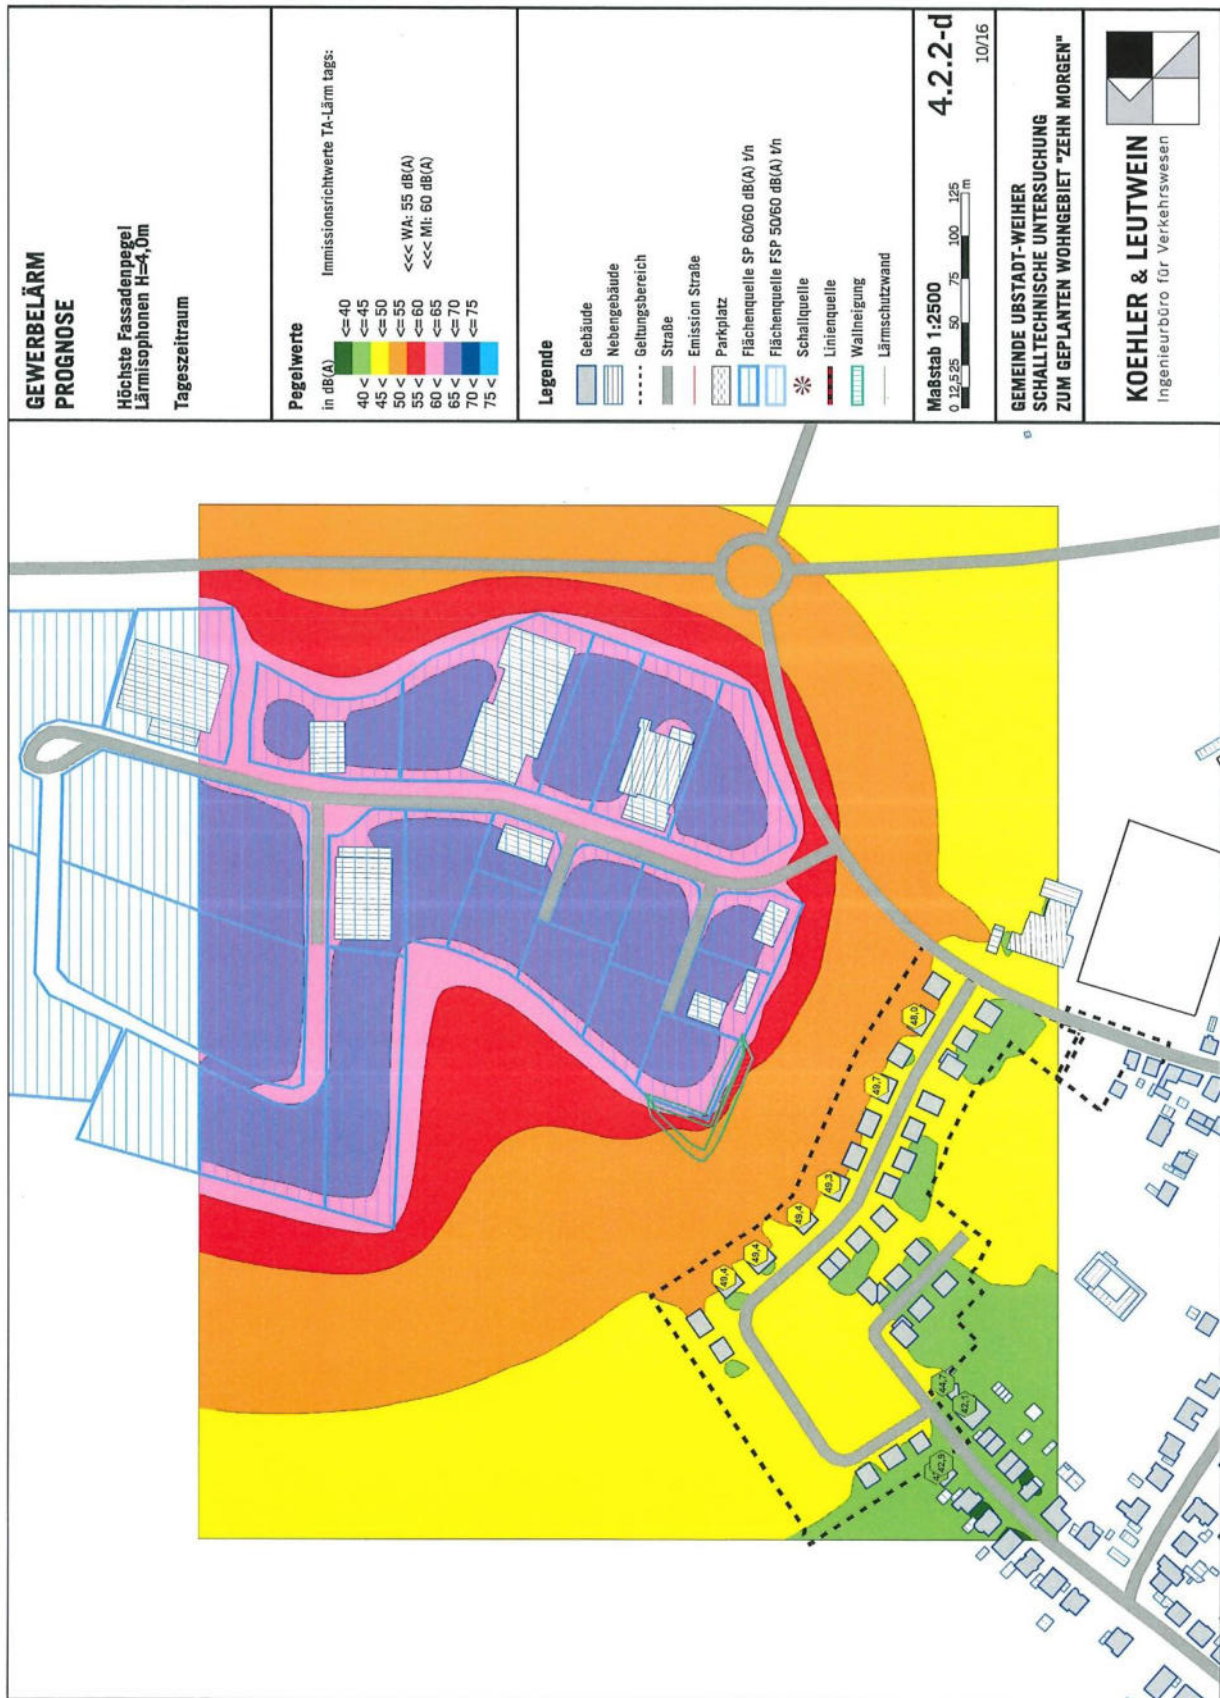 GEWERBELÄRM
PROGNOSE
Höchste Fassadenpegel
Lärmisophonen H=4,0m
Tageszeitraum
Pegelwerte
in dB(A)
Immissionsrichtwerte TA-Lärm tags:
<=40
40 < <=45
45 < <=50
50 < <=55 <<< WA: 55 dB(A)
55 < <=60 <<< MI: 60 dB(A)
60 < <=65
65 < <=70
70 < <=75
75 <
Legende
Gebäude
Nebengebäude
Geltungsbereich
Straße
Emission Straße
Parkplatz
Flächenquelle SP 60/60 dB(A) t/n
Flächenquelle FSP 50/60 dB(A) t/n
Schallquelle
Linienquelle
Wallneigung
Lärmschutzwand
Maßstab 1:2500
0 12,5 25 50 75 100 125
m
4.2.2-d
10/16
GEMEINDE UBSTADT-WEIHER
SCHALLTECHNISCHE UNTERSUCHUNG
ZUM GEPLANTEN WOHNGEBIET "ZEHN MORGEN"
KOEHLER & LEUTWEIN
Ingenieurbüro für Verkehrswesen
48,0
49,7
49,3
49,4
49,4
49,4
44,7
42,1
42,9